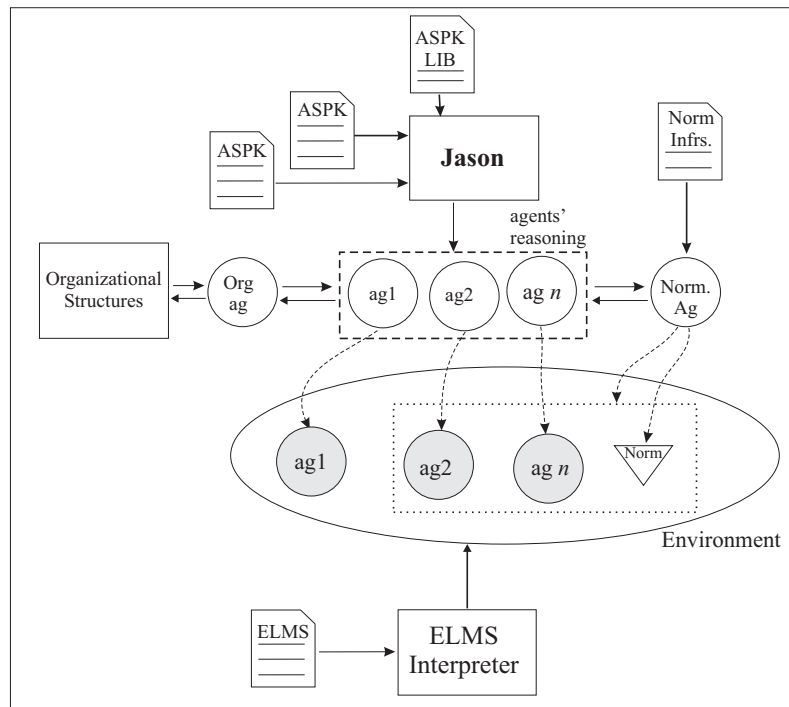 ASPK
LIB
ASPK
ASPK
Jason
Norm
Infrs.
agents'
reasoning
Organizational
Structures
Org
ag
ag1
ag2
ag n
Norm.
Ag
ag1
ag2
ag n
Norm
Environment
ELMS
ELMS
Interpreter